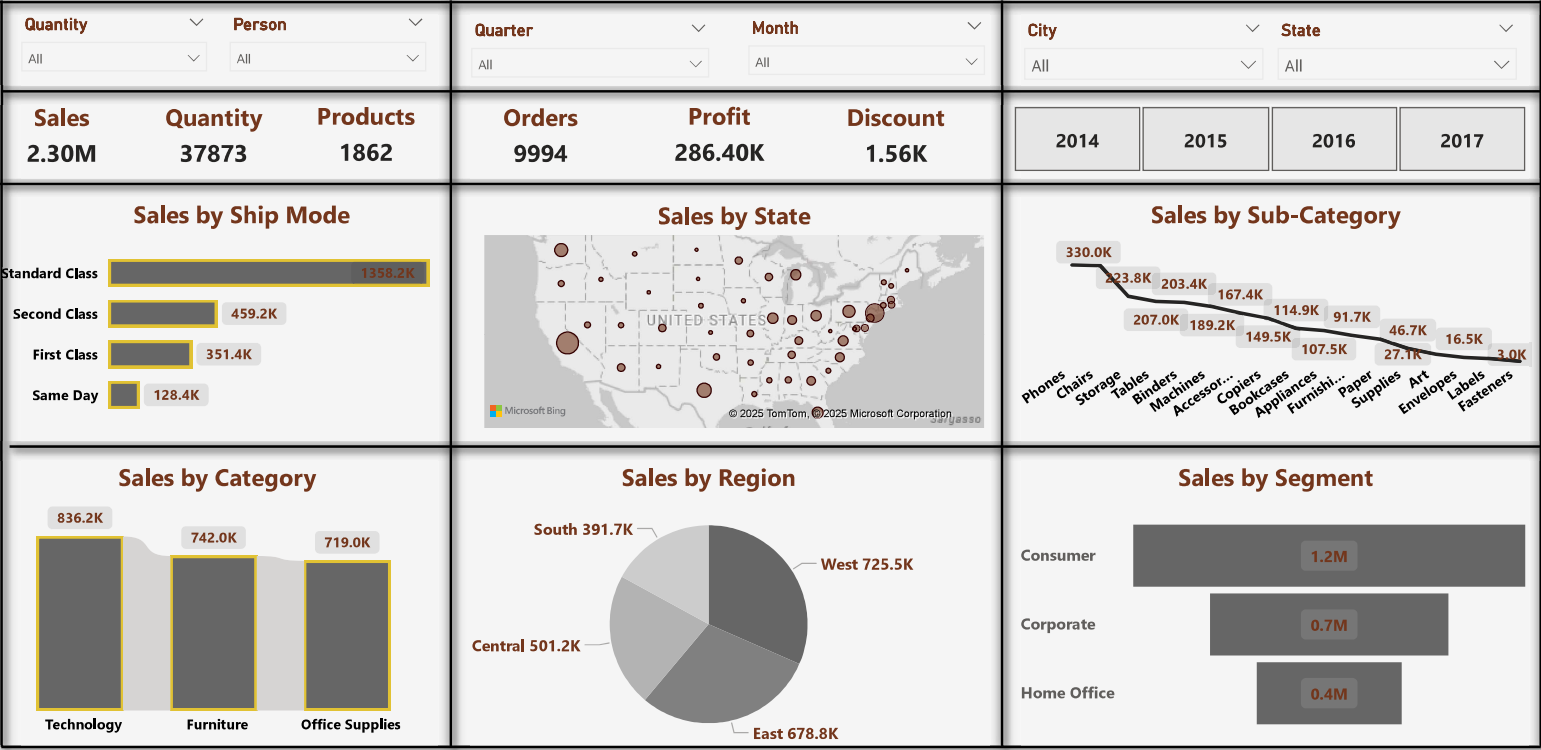 Quantity
All
Person
All
Quarter
All
Month
All
City
All
State
All
Sales
2.30M
Quantity
37873
Products
1862
Orders
9994
Profit
286.40K
Discount
1.56K
2014
2015
2016
2017
Sales by Ship Mode
Standard Class 1358.2K
Second Class 459.2K
First Class 351.4K
Same Day 128.4K
Sales by State
UNITED STATES
Microsoft Bing
© 2025 TomTom, © 2025 Microsoft Corporation
Sargasso
Sales by Sub-Category
330.0K
223.8K
203.4K
167.4K
114.9K
91.7K
46.7K
16.5K
3.0K
207.0K
189.2K
149.5K
107.5K
27.1K
Phones
Chairs
Storage
Tables
Binders
Machines
Accessor...
Copiers
Bookcases
Appliances
Furnishi...
Paper
Supplies
Art
Envelopes
Labels
Fasteners
Sales by Category
836.2K
742.0K
719.0K
Technology
Furniture
Office Supplies
Sales by Region
South 391.7K
West 725.5K
Central 501.2K
East 678.8K
Sales by Segment
Consumer 1.2M
Corporate 0.7M
Home Office 0.4M